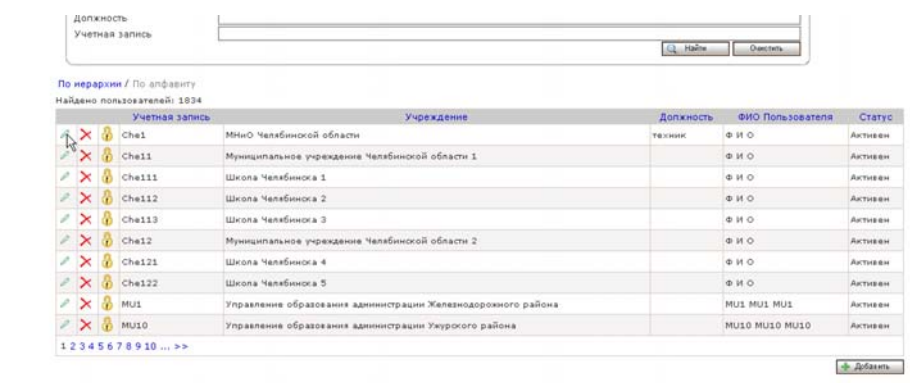 Должность
Учетная запись
Найти Очистить
По иерархии / По алфавиту
Найдено пользователей: 1834
Учетная запись Учреждение Должность ФИО Пользователя Статус
Che1 МНиО Челябинской области техник Ф И О Активен
Che11 Муниципальное учреждение Челябинской области 1 Ф И О Активен
Che111 Школа Челябинска 1 Ф И О Активен
Che112 Школа Челябинска 2 Ф И О Активен
Che113 Школа Челябинска 3 Ф И О Активен
Che12 Муниципальное учреждение Челябинской области 2 Ф И О Активен
Che121 Школа Челябинска 4 Ф И О Активен
Che122 Школа Челябинска 5 Ф И О Активен
MU1 Управление образования администрации Железнодорожного района MU1 MU1 MU1 Активен
MU10 Управление образования администрации Ужурского района MU10 MU10 MU10 Активен
1 2 3 4 5 6 7 8 9 10 ... >>
Добавить